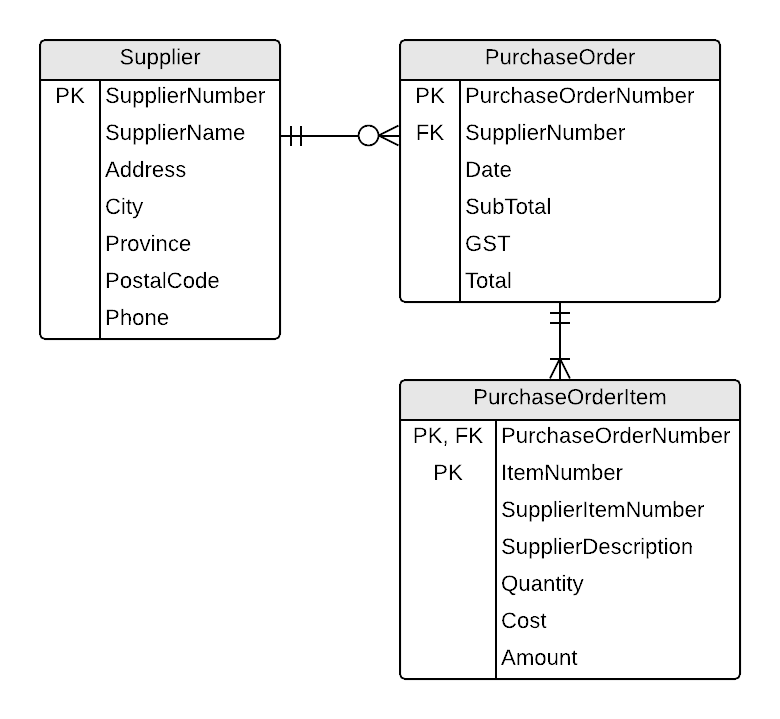 Supplier
PK SupplierNumber
SupplierName
Address
City
Province
PostalCode
Phone
PurchaseOrder
PK PurchaseOrderNumber
FK SupplierNumber
Date
SubTotal
GST
Total
PurchaseOrderItem
PK, FK PurchaseOrderNumber
PK ItemNumber
SupplierItemNumber
SupplierDescription
Quantity
Cost
Amount